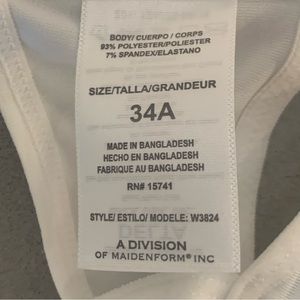 BODY/ CUERPO / CORPS
93% POLYESTER/POLIESTER
7% SPANDEX/ELASTANO
SIZE/TALLA/GRANDEUR
34A
MADE IN BANGLADESH
HECHO EN BANGLADESH
FABRIQUE AU BANGLADESH
RN# 15741
STYLE/ ESTILO/ MODELE: W3824
A DIVISION
OF MAIDENFORM® INC